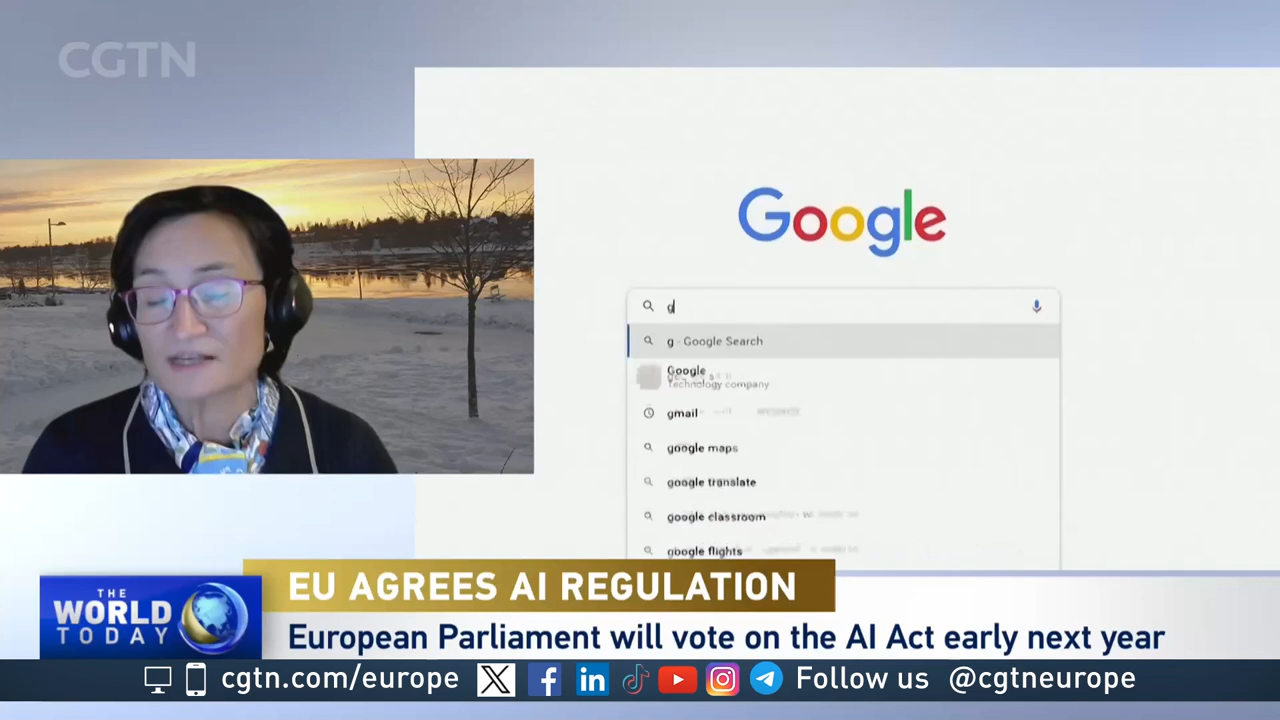 CGTN
Google
g
g - Google Search
Google
Technology company
gmail
google maps
google translate
google classroom
google flights
EU AGREES AI REGULATION
THE
WORLD
TODAY
European Parliament will vote on the AI Act early next year
cgtn.com/europe
Follow us @cgtneurope